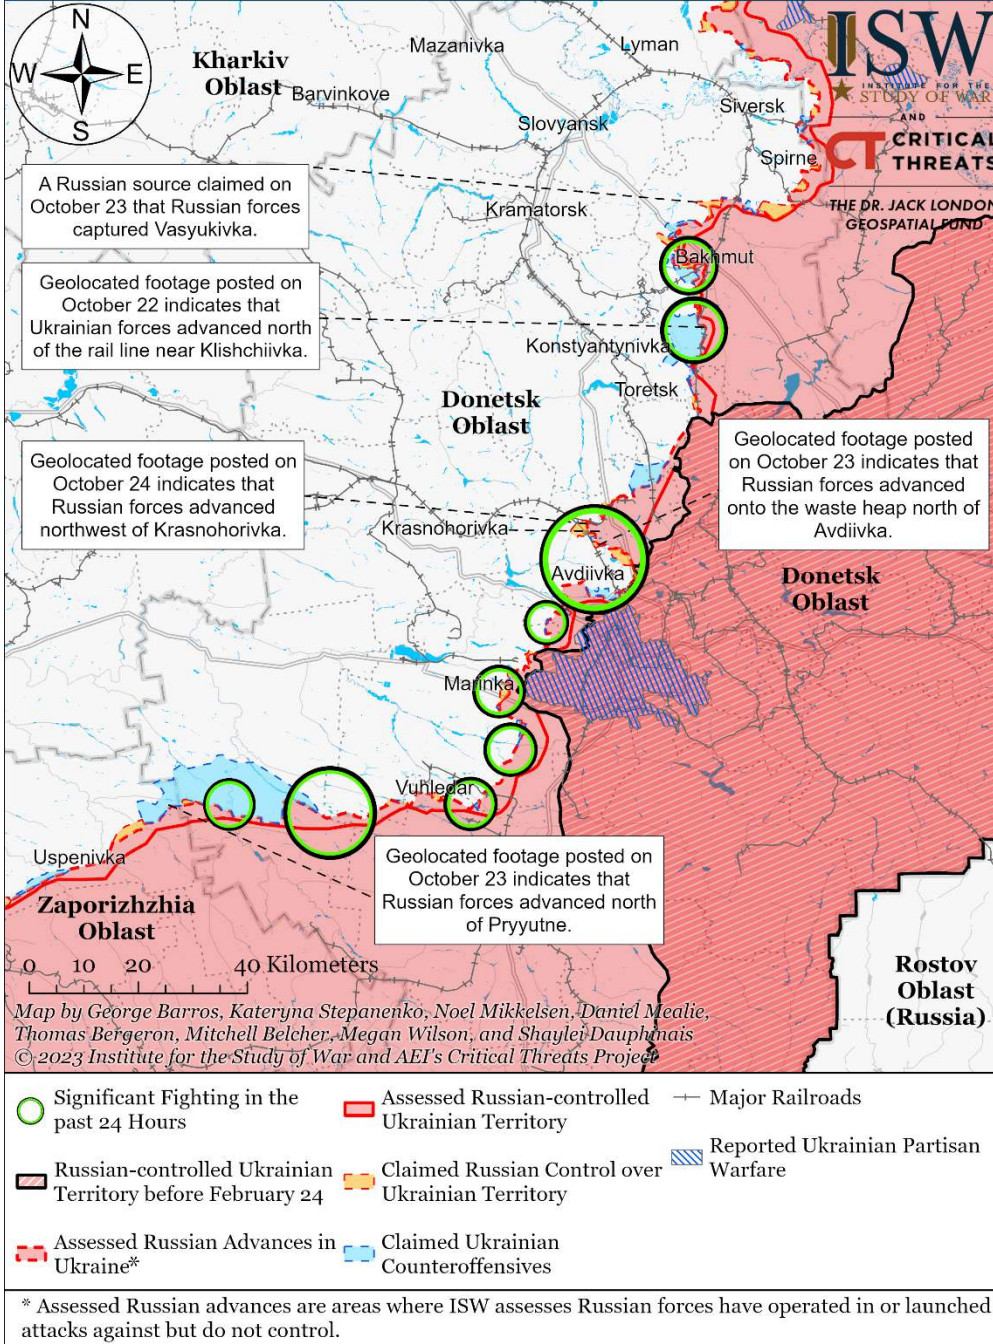 N
W
E
S
Kharkiv
Oblast
Mazanivka
Lyman
Barvinkove
Slovyansk
Siversk
Spirne
Kramatorsk
ISW
INSTITUTE FOR THE
STUDY OF WAR
AND
CT CRITICAL
THREATS
THE DR. JACK LONDON
GEOSPATIAL FUND
A Russian source claimed on
October 23 that Russian forces
captured Vasyukivka.
Bakhmut
Geolocated footage posted on
October 22 indicates that
Ukrainian forces advanced north
of the rail line near Klishchiivka.
Konstyantynivka
Toretsk
Donetsk
Oblast
Geolocated footage posted
on October 23 indicates that
Russian forces advanced
onto the waste heap north of
Avdiivka.
Geolocated footage posted on
October 24 indicates that
Russian forces advanced
northwest of Krasnohorivka.
Krasnohorivka
Avdiivka
Donetsk
Oblast
Marinka
Vuhledar
Uspenivka
Geolocated footage posted on
October 23 indicates that
Russian forces advanced north
of Pryyutne.
Zaporizhzhia
Oblast
Rostov
Oblast
(Russia)
0 10 20 40 Kilometers
Map by George Barros, Kateryna Stepanenko, Noel Mikkelsen, Daniel Mealie,
Thomas Bergeron, Mitchell Belcher, Megan Wilson, and Shaylei Dauphinais
© 2023 Institute for the Study of War and AEI's Critical Threats Project
Significant Fighting in the
past 24 Hours
Russian-controlled Ukrainian
Territory before February 24
Assessed Russian Advances in
Ukraine*
Assessed Russian-controlled
Ukrainian Territory
Claimed Russian Control over
Ukrainian Territory
Claimed Ukrainian
Counteroffensives
Major Railroads
Reported Ukrainian Partisan
Warfare
* Assessed Russian advances are areas where ISW assesses Russian forces have operated in or launched
attacks against but do not control.